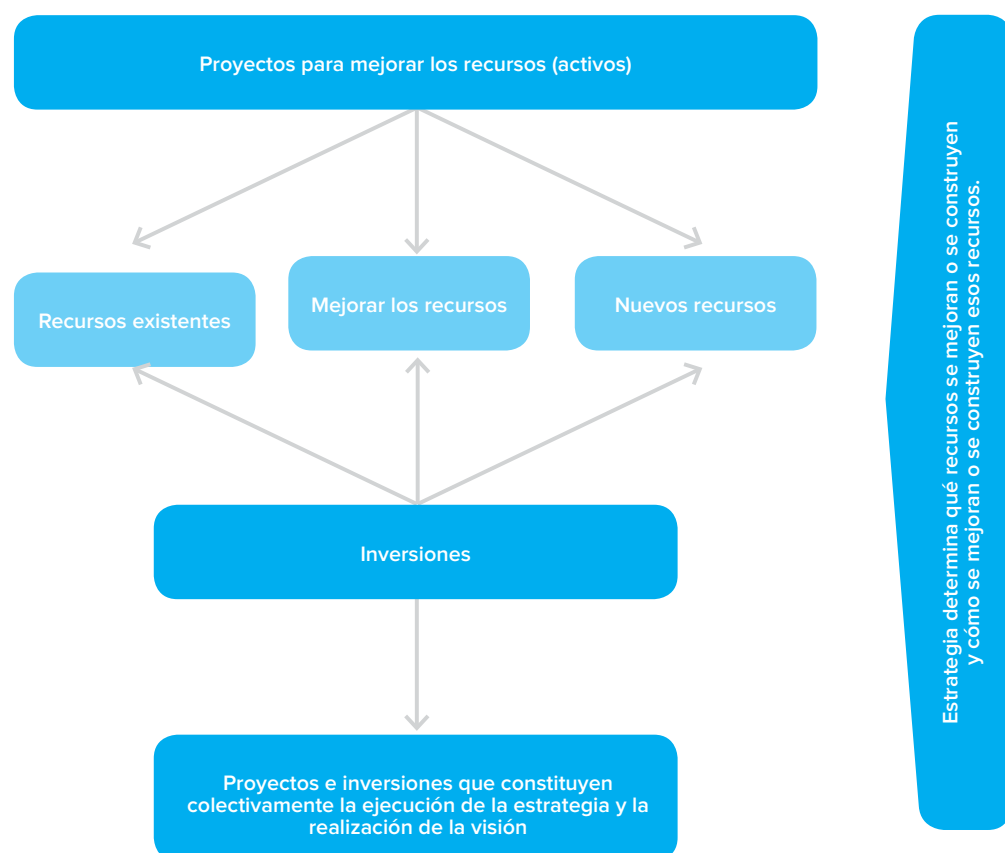 Proyectos para mejorar los recursos (activos)
Recursos existentes
Mejorar los recursos
Nuevos recursos
Inversiones
Proyectos e inversiones que constituyen
colectivamente la ejecución de la estrategia y la
realización de la visión
Estrategia determina qué recursos se mejoran o se construyen
y cómo se mejoran o se construyen esos recursos.